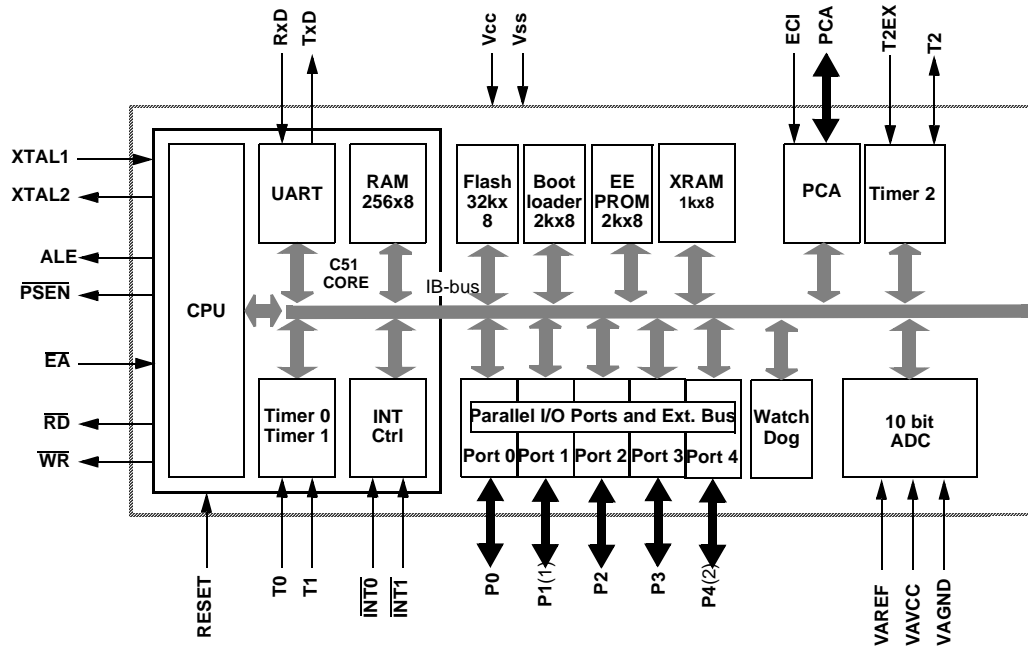 RxD
TxD
Vcc
Vss
ECI
PCA
T2EX
T2
XTAL1
XTAL2
ALE
PSEN
EA
RD
WR
CPU
UART
RAM
256x8
C51
CORE
IB-bus
Flash
32kx
8
Boot
loader
2kx8
EE
PROM
2kx8
XRAM
1kx8
PCA
Timer 2
Timer 0
Timer 1
INT
Ctrl
Parallel I/O Ports and Ext. Bus
Port 0
Port 1
Port 2
Port 3
Port 4
Watch
Dog
10 bit
ADC
RESET
T0
T1
INT0
INT1
P0
P1(1)
P2
P3
P4(2)
VAREF
VAVCC
VAGND